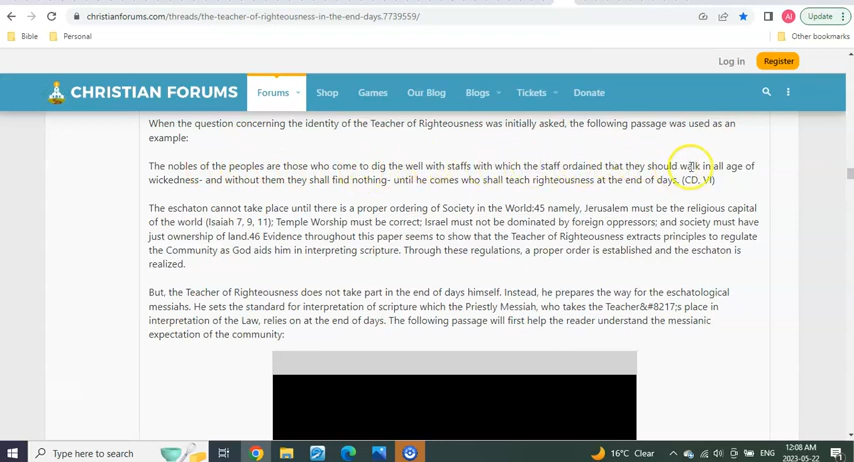 christianforums.com/threads/the-teacher-of-righteousness-in-the-end-days.7739559/
AI
Update
Bible
Personal
Other bookmarks
Log in
Register
CHRISTIAN FORUMS
Forums
Shop
Games
Our Blog
Blogs
Tickets
Donate
When the question concerning the identity of the Teacher of Righteousness was initially asked, the following passage was used as an
example:
The nobles of the peoples are those who come to dig the well with staffs with which the staff ordained that they should walk in all age of
wickedness- and without them they shall find nothing- until he comes who shall teach righteousness at the end of days. (CD, VI)
The eschaton cannot take place until there is a proper ordering of Society in the World:45 namely, Jerusalem must be the religious capital
of the world (Isaiah 7, 9, 11); Temple Worship must be correct; Israel must not be dominated by foreign oppressors; and society must have
just ownership of land.46 Evidence throughout this paper seems to show that the Teacher of Righteousness extracts principles to regulate
the Community as God aids him in interpreting scripture. Through these regulations, a proper order is established and the eschaton is
realized.
But, the Teacher of Righteousness does not take part in the end of days himself. Instead, he prepares the way for the eschatological
messiahs. He sets the standard for interpretation of scripture which the Priestly Messiah, who takes the Teacher&#8217;s place in
interpretation of the Law, relies on at the end of days. The following passage will first help the reader understand the messianic
expectation of the community:
Type here to search
16°C Clear
ENG
12:08 AM
2023-05-22